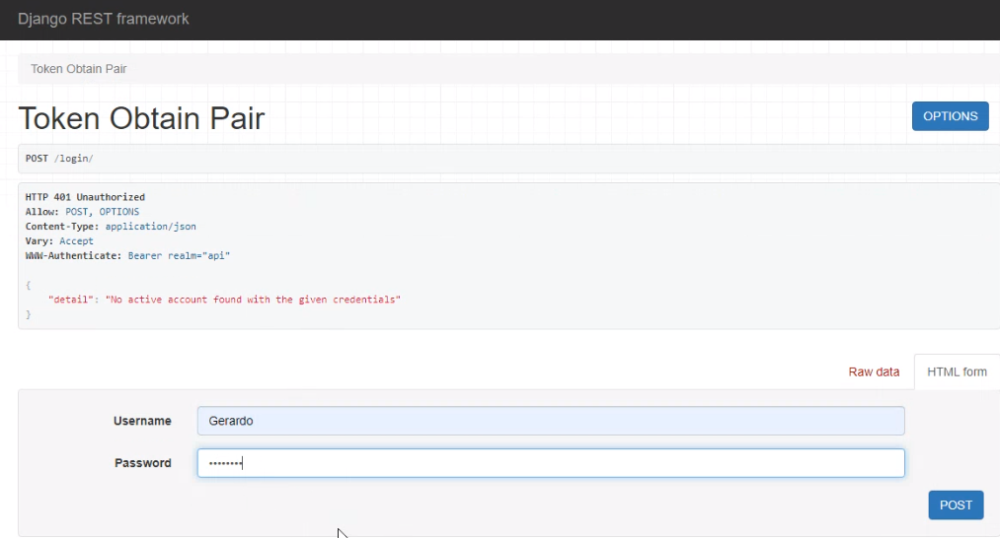 Django REST framework
Token Obtain Pair
Token Obtain Pair
OPTIONS
POST /login/
HTTP 401 Unauthorized
Allow: POST, OPTIONS
Content-Type: application/json
Vary: Accept
WWW-Authenticate: Bearer realm="api"
{
"detail": "No active account found with the given credentials"
}
Raw data
HTML form
Username
Gerardo
Password
••••••••
POST